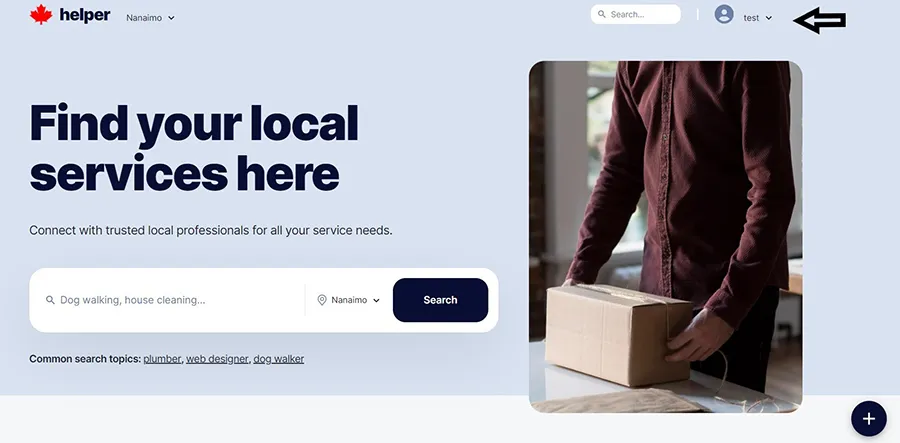 helper
Nanaimo
Search...
test
Find your local
services here
Connect with trusted local professionals for all your service needs.
Dog walking, house cleaning...
Nanaimo
Search
Common search topics: plumber, web designer, dog walker